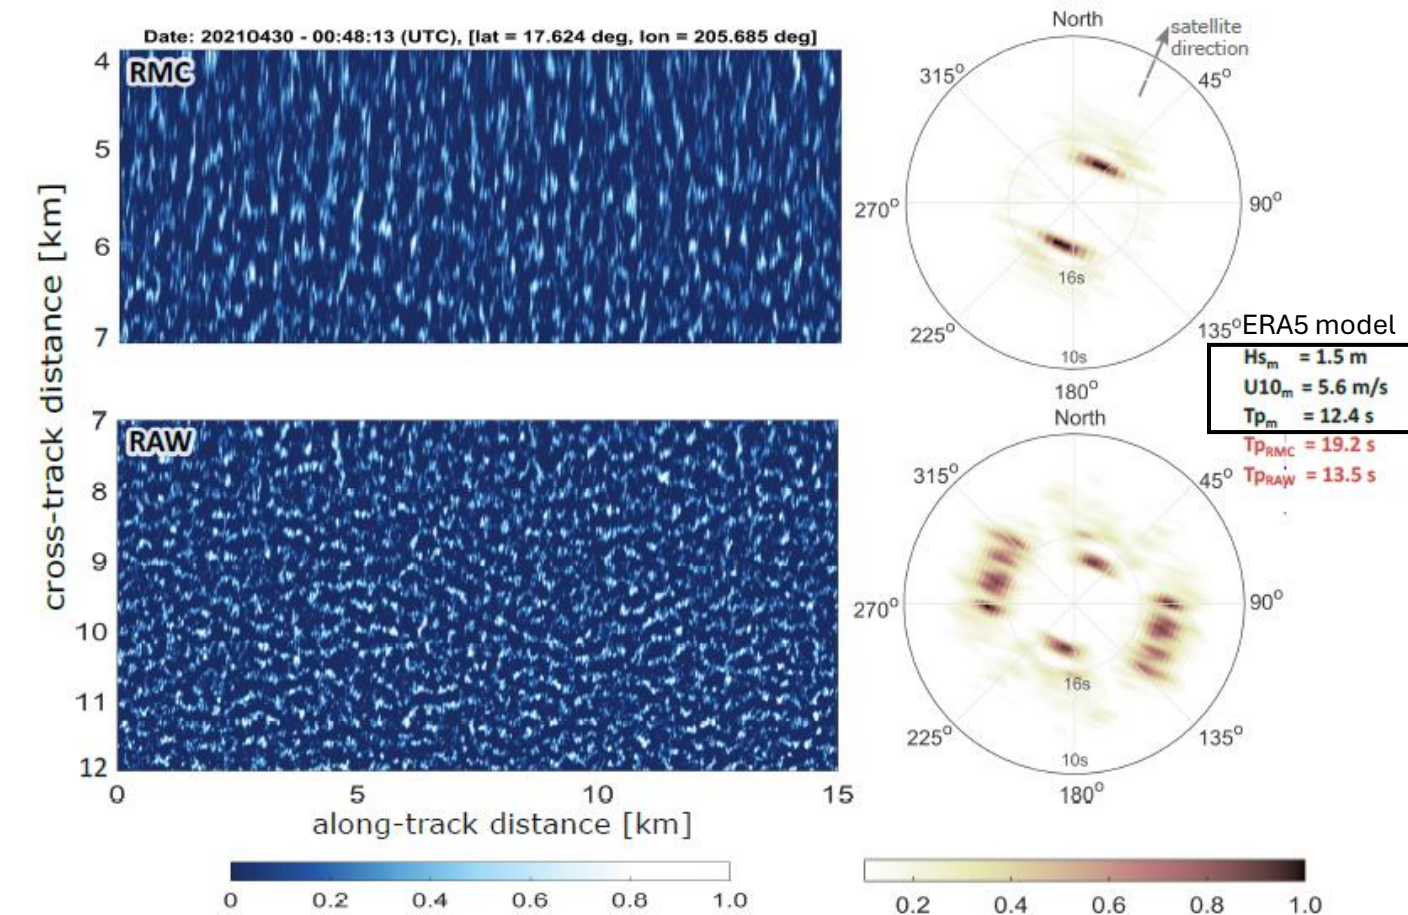 Date: 20210430 - 00:48:13 (UTC), [lat = 17.624 deg, lon = 205.685 deg]
RMC
4
5
6
7
cross-track distance [km]
RAW
7
8
9
10
11
12
0 5 10 15
along-track distance [km]
0 0.2 0.4 0.6 0.8 1.0
North
satellite
direction
315° 45°
270° 90°
16s
225° 135°
10s
180°
ERA5 model
Hsm = 1.5 m
U10m = 5.6 m/s
Tpm = 12.4 s
TpRMC = 19.2 s
TpRAW = 13.5 s
North
315° 45°
270° 90°
16s
225° 135°
10s
180°
0.2 0.4 0.6 0.8 1.0